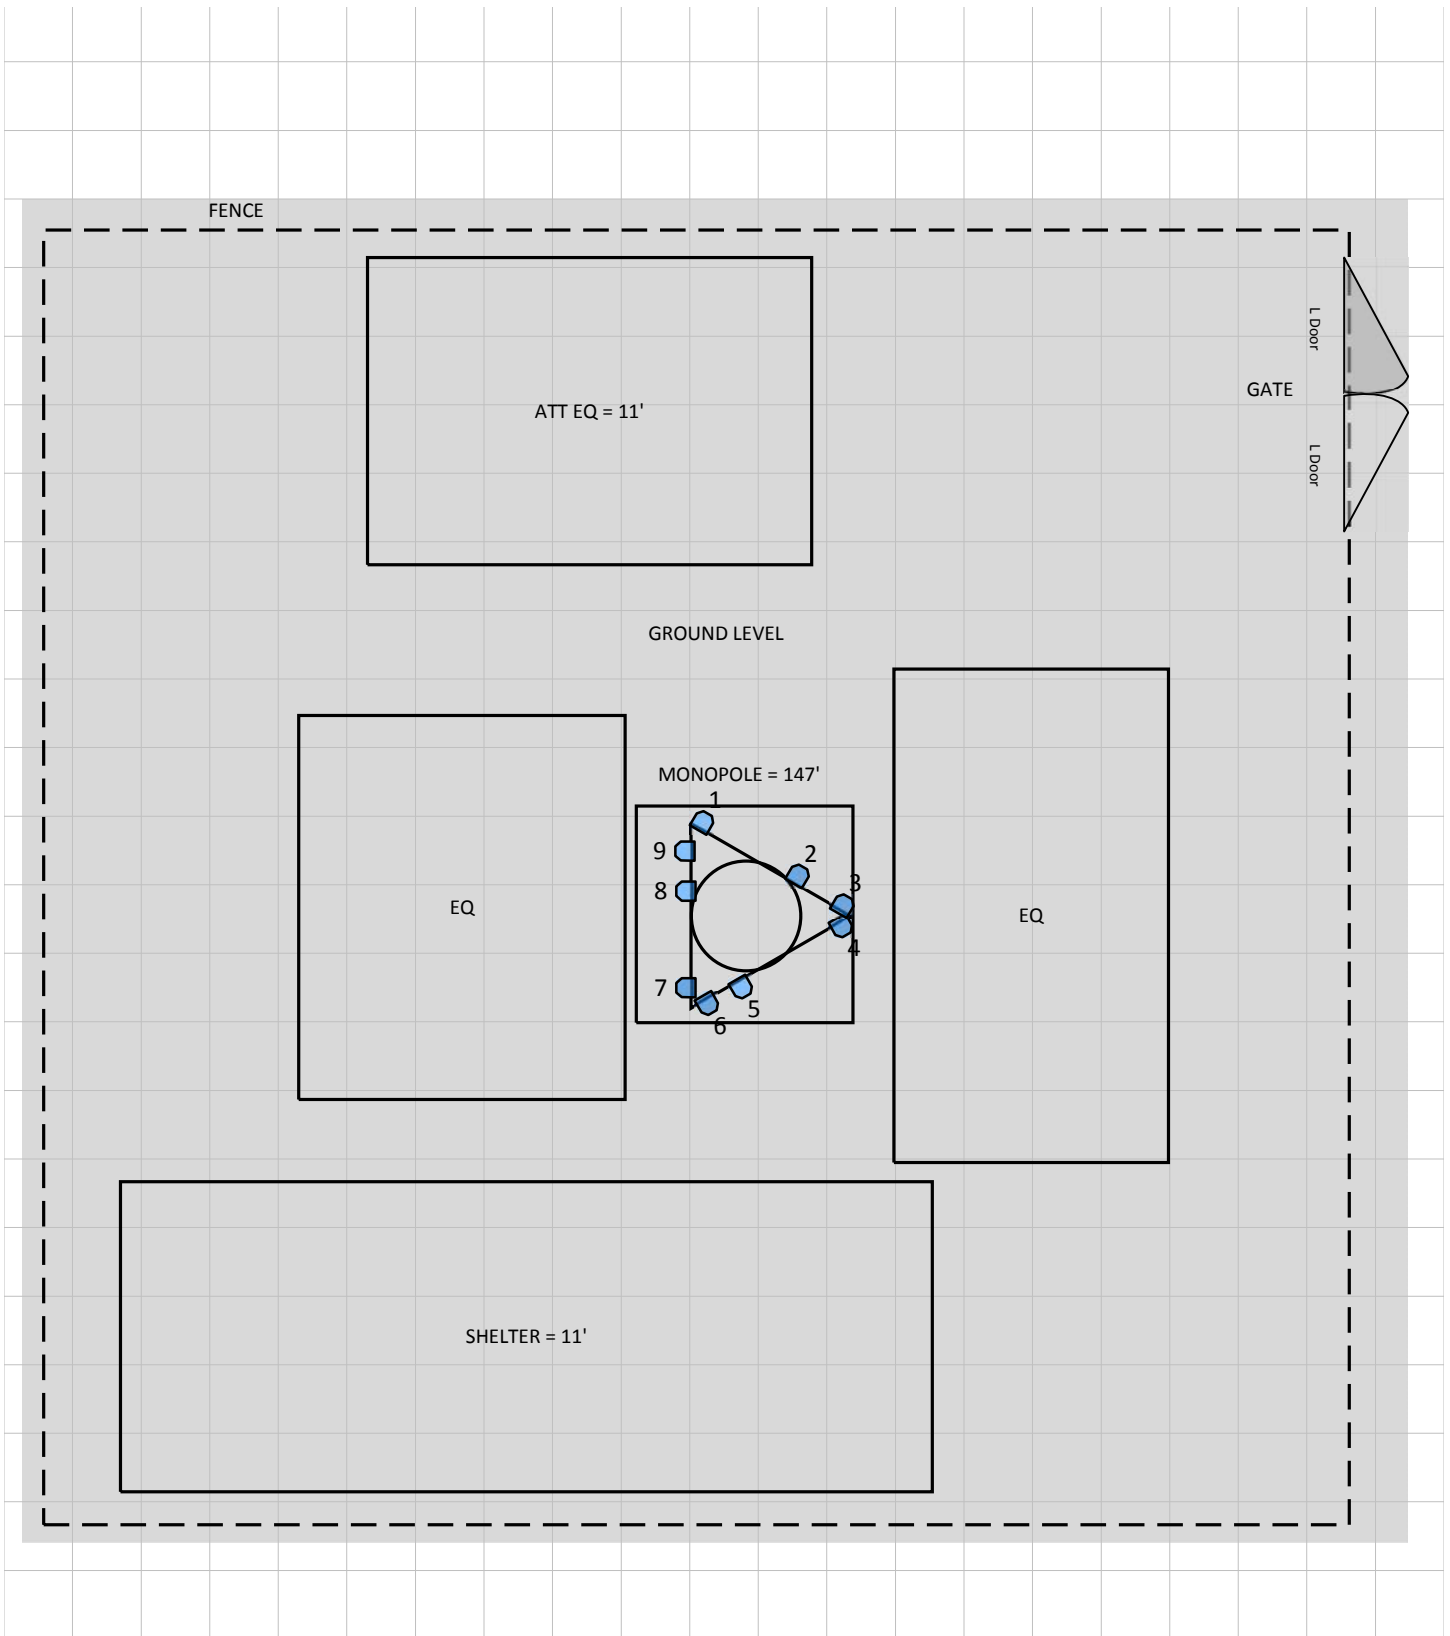 FENCE
L Door
GATE
ATT EQ = 11'
L Door
GROUND LEVEL
MONOPOLE = 147'
1
9
2
3
8
EQ
EQ
4
7
5
6
SHELTER = 11'